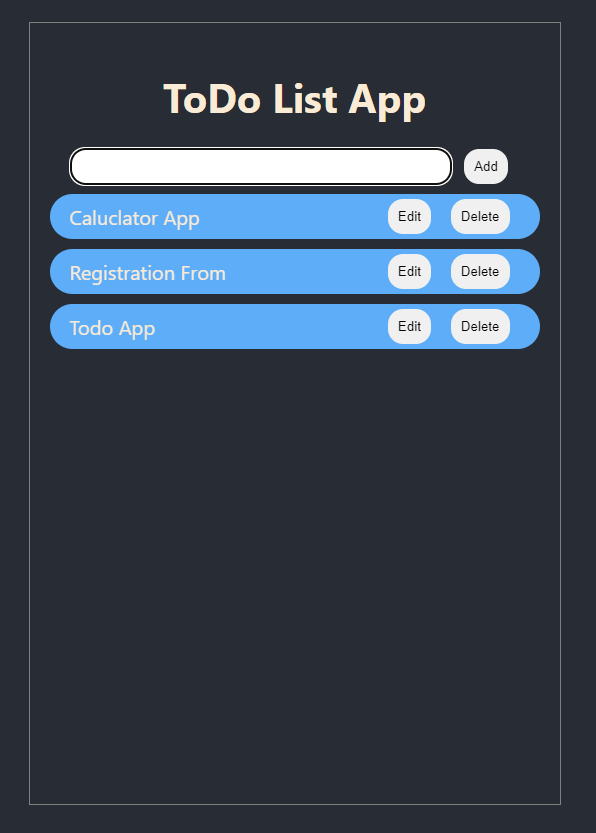 ToDo List App
Add
Caluclator App Edit Delete
Registration From Edit Delete
Todo App Edit Delete